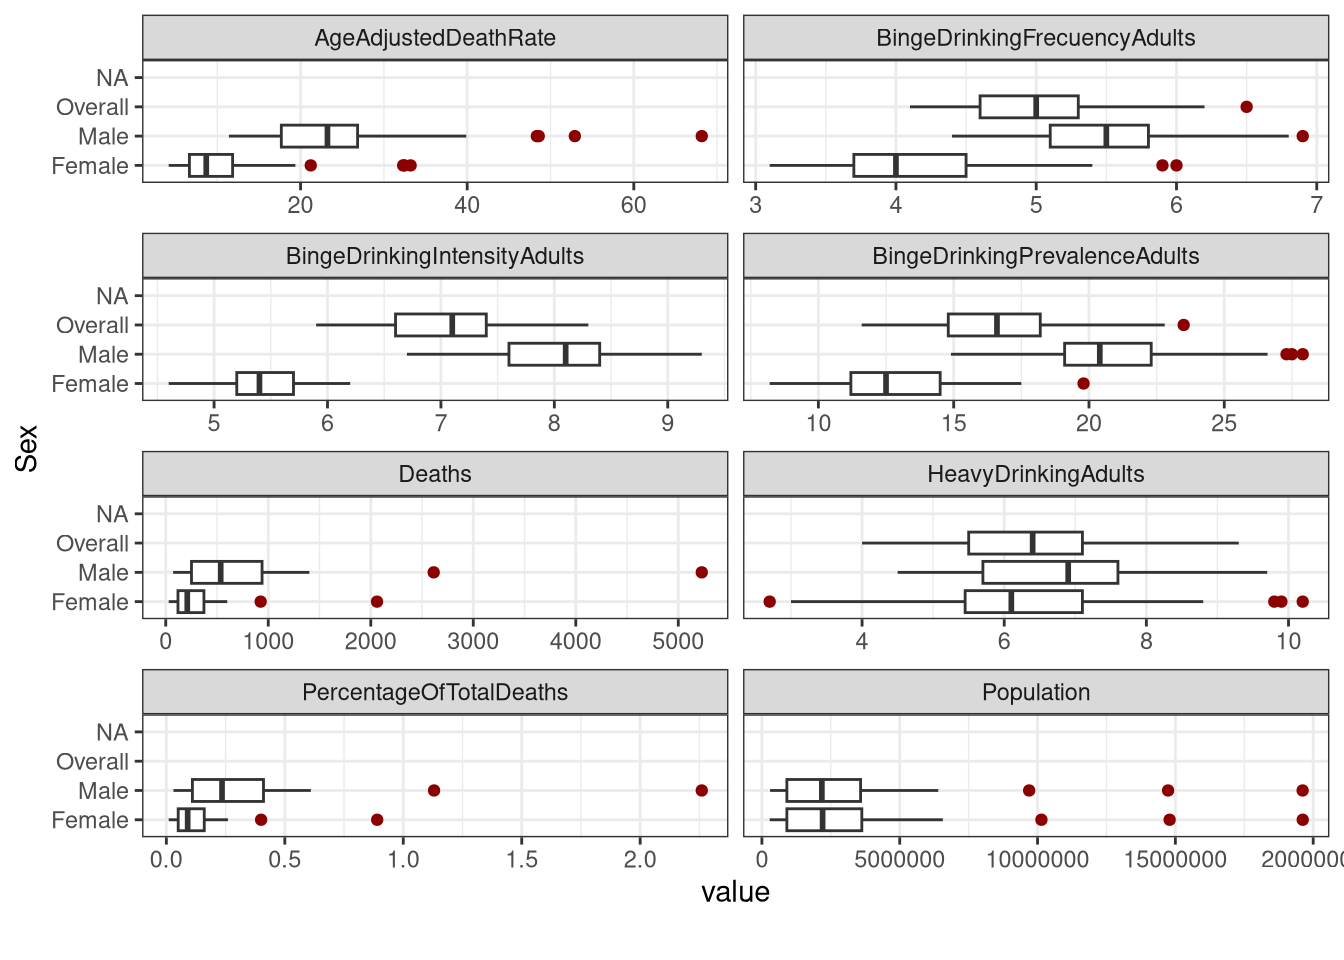 AgeAdjustedDeathRate BingeDrinkingFrecuencyAdults
NA
Overall
Male
Female
20 40 60 3 4 5 6 7
BingeDrinkingIntensityAdults BingeDrinkingPrevalenceAdults
NA
Overall
Male
Female
5 6 7 8 9 10 15 20 25
Sex
Deaths HeavyDrinkingAdults
NA
Overall
Male
Female
0 1000 2000 3000 4000 5000 4 6 8 10
PercentageOfTotalDeaths Population
NA
Overall
Male
Female
0.0 0.5 1.0 1.5 2.0 0 5000000 10000000 15000000 2000000
value